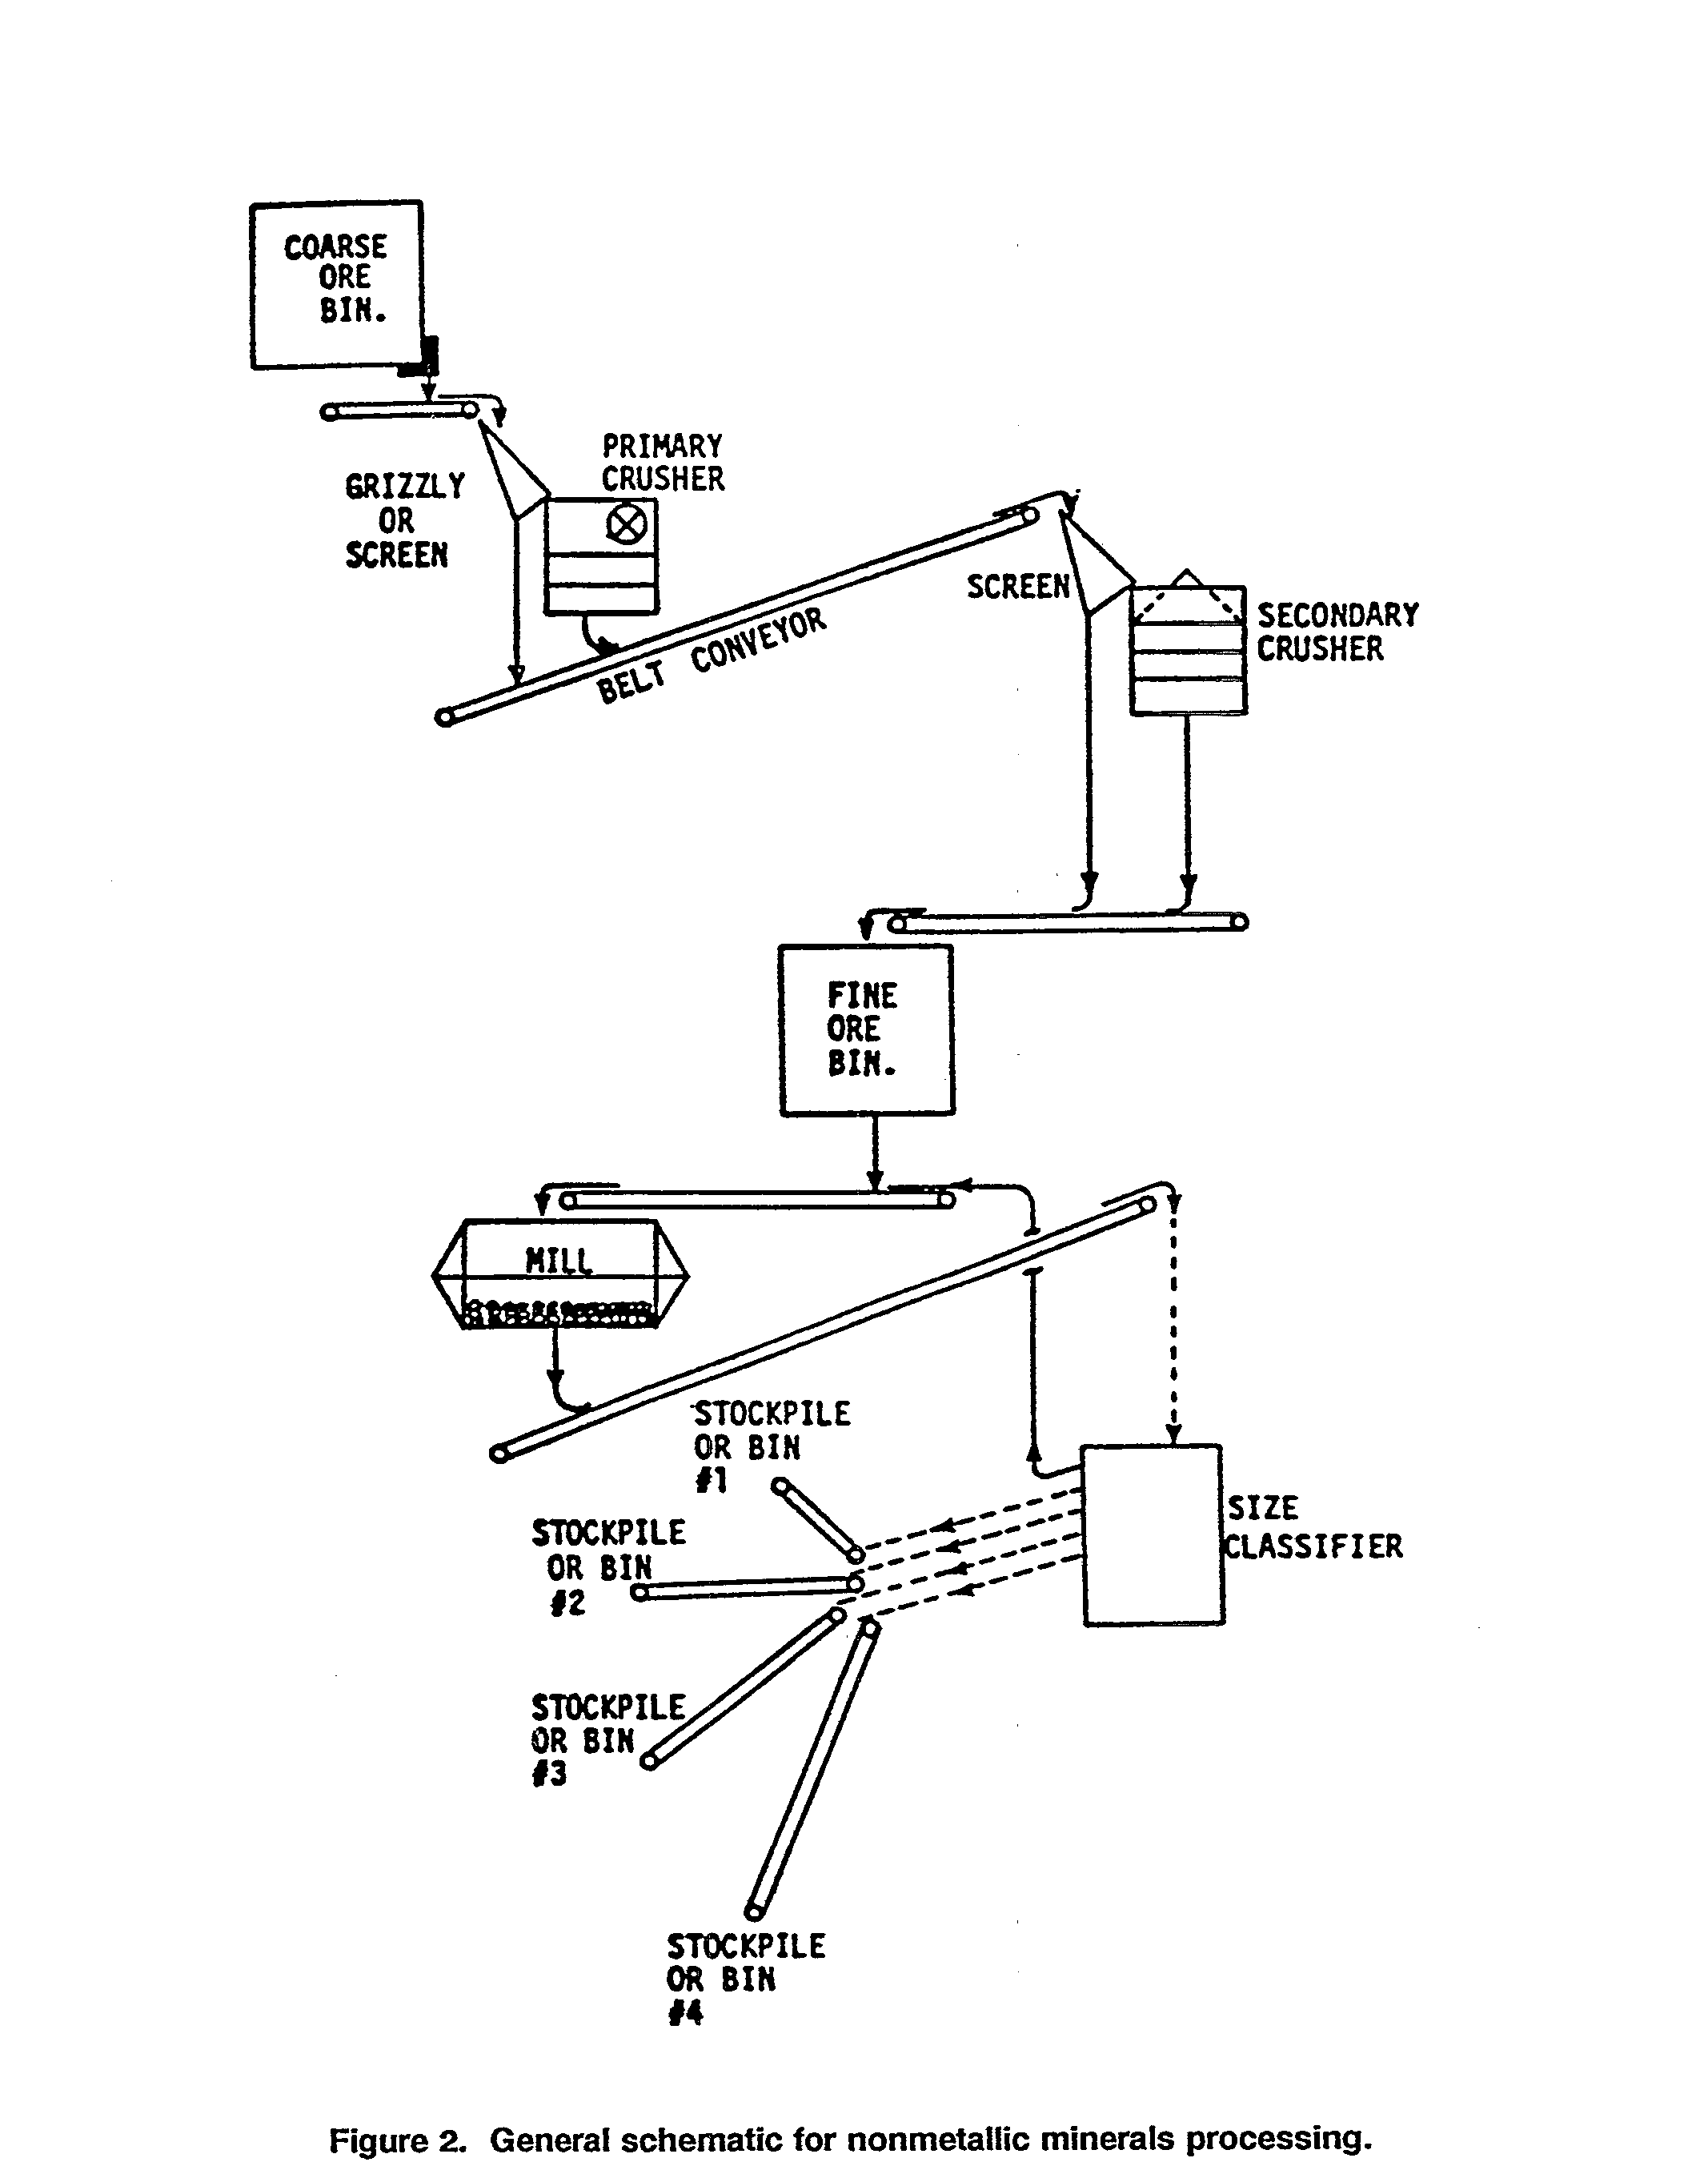 COARSE
ORE
BIN.
PRIMARY
CRUSHER
GRIZZLY
OR
SCREEN
BELT CONVEYOR
SCREEN
SECONDARY
CRUSHER
FINE
ORE
BIN.
MILL
STOCKPILE
OR BIN
#1
STOCKPILE
OR BIN
#2
SIZE
CLASSIFIER
STOCKPILE
OR BIN
#3
STOCKPILE
OR BIN
#4
Figure 2. General schematic for nonmetallic minerals processing.